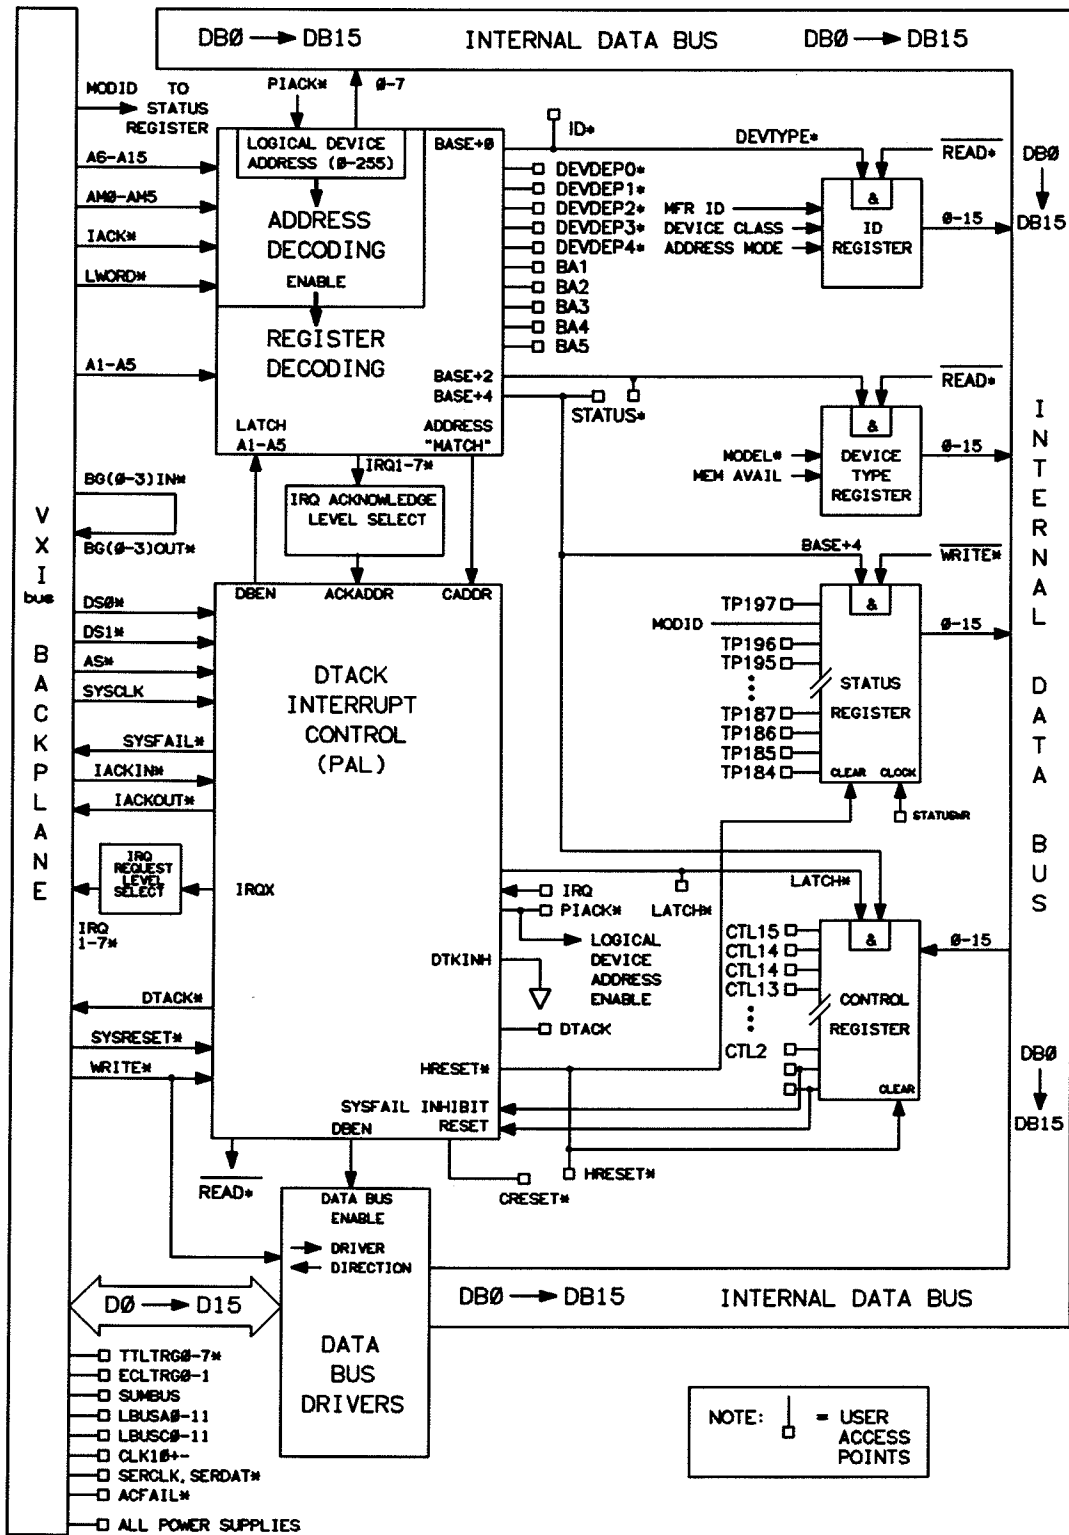 DBØ → DB15 INTERNAL DATA BUS DBØ → DB15
MODID TO
STATUS
REGISTER
PIACK*
Ø-7
LOGICAL DEVICE
ADDRESS (Ø-255)
BASE+Ø
ID*
DEVTYPE*
READ*
DBØ
DB15
A6-A15
AMØ-AM5
IACK*
LWORD*
A1-A5
ADDRESS
DECODING
ENABLE
REGISTER
DECODING
DEVDEP0*
DEVDEP1*
DEVDEP2*
DEVDEP3*
DEVDEP4*
BA1
BA2
BA3
BA4
BA5
MFR ID
DEVICE CLASS
ADDRESS MODE
&
ID
REGISTER
Ø-15
BASE+2
BASE+4
STATUS*
READ*
LATCH
A1-A5
ADDRESS
"MATCH"
MODEL*
MEM AVAIL
&
DEVICE
TYPE
REGISTER
Ø-15
BG(Ø-3)IN*
BG(Ø-3)OUT*
IRQ1-7*
IRQ ACKNOWLEDGE
LEVEL SELECT
VXI
bus
BACKPLANE
INTERNAL DATA BUS
DBEN ACKADDR CADDR
DSØ*
DS1*
AS*
SYSCLK
SYSFAIL*
IACKIN*
IACKOUT*
DTACK
INTERRUPT
CONTROL
(PAL)
BASE+4
WRITE*
TP197
MODID
TP196
TP195
TP187
TP186
TP185
TP184
&
STATUS
REGISTER
CLEAR CLOCK
Ø-15
STATUSWR
IRQ
REQUEST
LEVEL
SELECT
IRQX
IRQ
1-7*
IRQ
PIACK*
LATCH*
LATCH*
LOGICAL
DEVICE
ADDRESS
ENABLE
DTKINH
DTACK
CTL15
CTL14
CTL14
CTL13
CTL2
&
CONTROL
REGISTER
CLEAR
Ø-15
DTACK*
SYSRESET*
WRITE*
HRESET*
SYSFAIL INHIBIT
DBEN
RESET
DBØ
DB15
READ*
CRESET*
HRESET*
DATA BUS
ENABLE
DRIVER
DIRECTION
DØ → D15
DBØ → DB15 INTERNAL DATA BUS
DATA
BUS
DRIVERS
TTLTRGØ-7*
ECLTRGØ-1
SUMBUS
LBUSAØ-11
LBUSCØ-11
CLK1Ø+-
SERCLK, SERDAT*
ACFAIL*
ALL POWER SUPPLIES
NOTE: = USER
ACCESS
POINTS